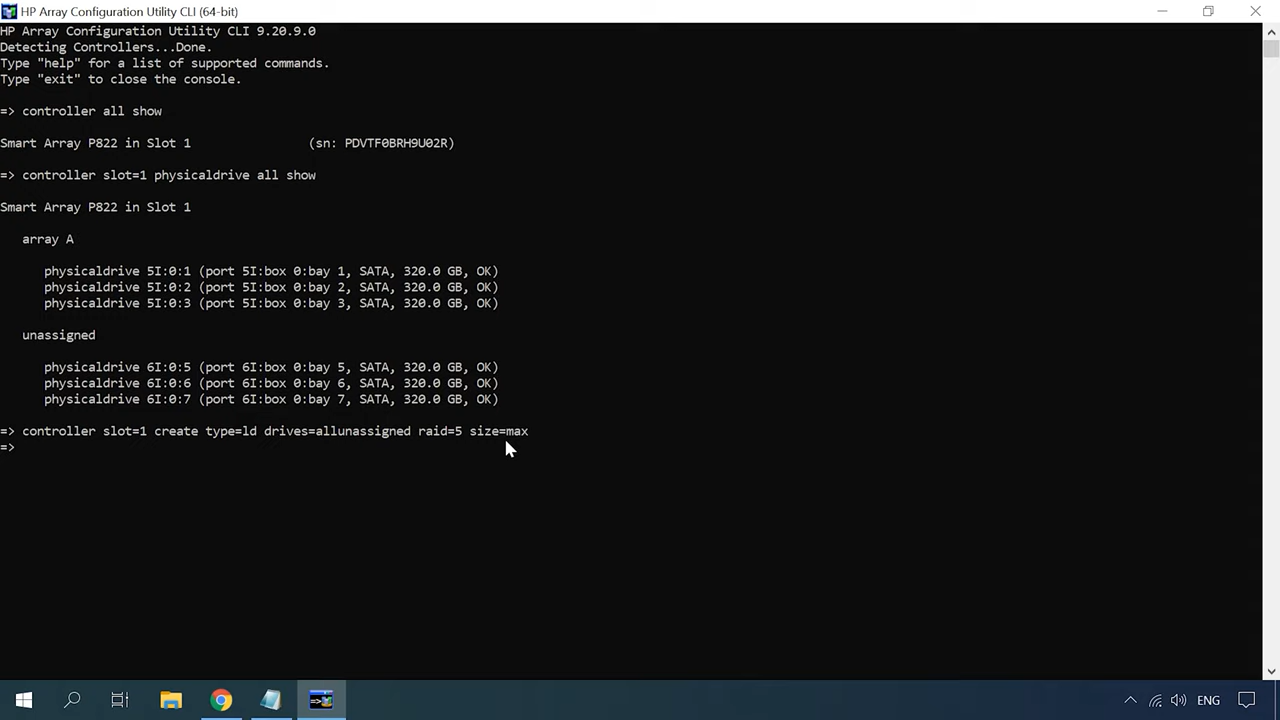 HP Array Configuration Utility CLI (64-bit)
HP Array Configuration Utility CLI 9.20.9.0
Detecting Controllers...Done.
Type "help" for a list of supported commands.
Type "exit" to close the console.
=> controller all show
Smart Array P822 in Slot 1 (sn: PDVTF0BRH9U02R)
=> controller slot=1 physicaldrive all show
Smart Array P822 in Slot 1
array A
physicaldrive 5I:0:1 (port 5I:box 0:bay 1, SATA, 320.0 GB, OK)
physicaldrive 5I:0:2 (port 5I:box 0:bay 2, SATA, 320.0 GB, OK)
physicaldrive 5I:0:3 (port 5I:box 0:bay 3, SATA, 320.0 GB, OK)
unassigned
physicaldrive 6I:0:5 (port 6I:box 0:bay 5, SATA, 320.0 GB, OK)
physicaldrive 6I:0:6 (port 6I:box 0:bay 6, SATA, 320.0 GB, OK)
physicaldrive 6I:0:7 (port 6I:box 0:bay 7, SATA, 320.0 GB, OK)
=> controller slot=1 create type=ld drives=allunassigned raid=5 size=max
=>
ENG